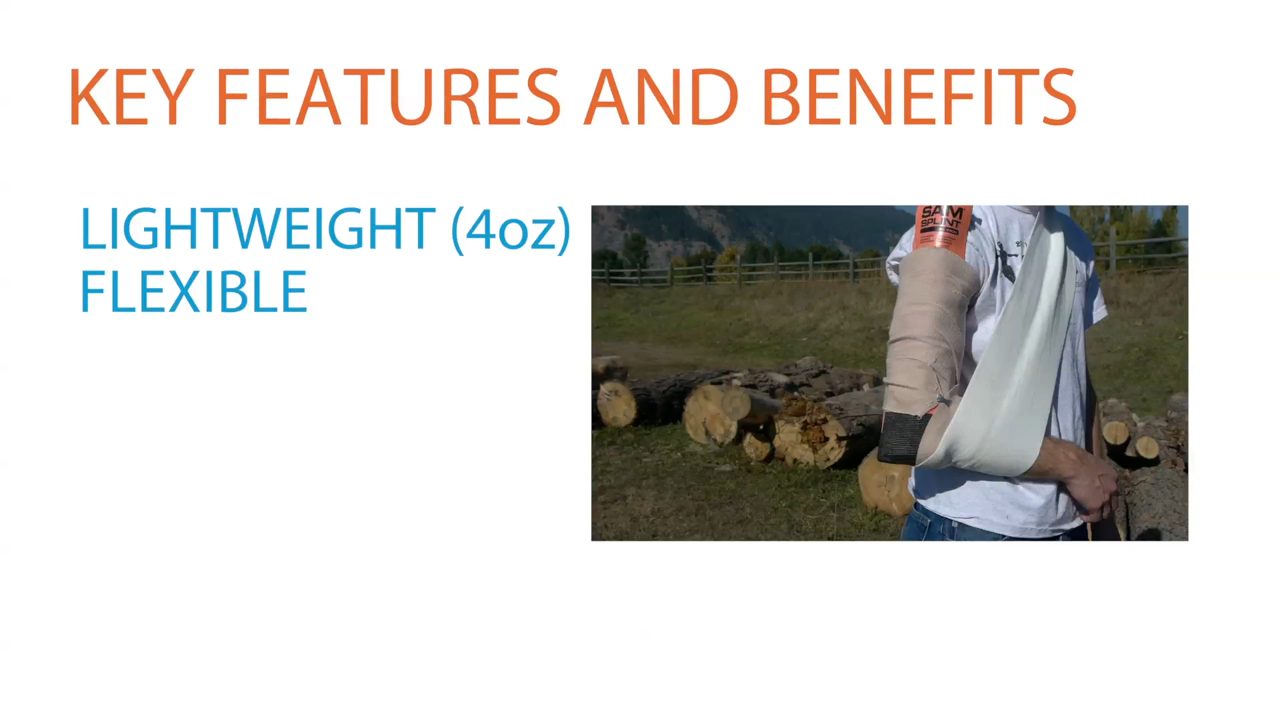 KEY FEATURES AND BENEFITS
LIGHTWEIGHT (4oz)
FLEXIBLE
SAM
SPLINT